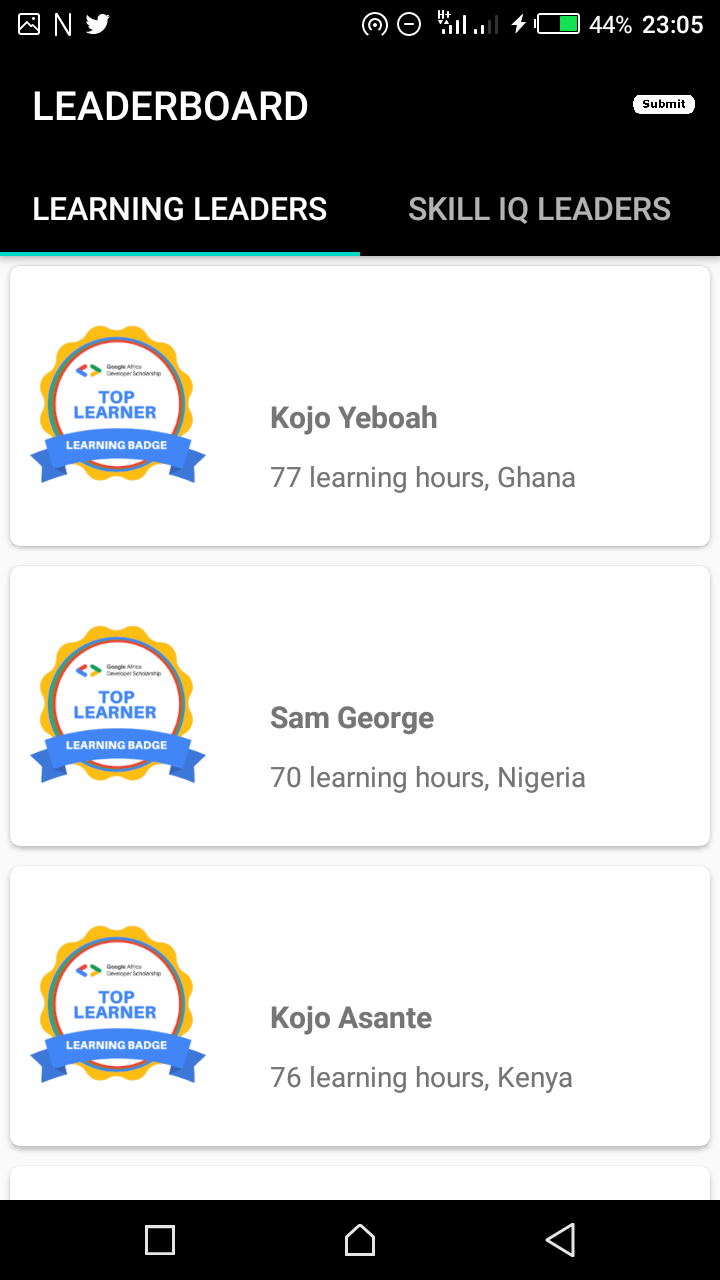 H+
44% 23:05
LEADERBOARD
Submit
LEARNING LEADERS
SKILL IQ LEADERS
Google Africa
Developer Scholarship
TOP
LEARNER
LEARNING BADGE
Kojo Yeboah
77 learning hours, Ghana
Google Africa
Developer Scholarship
TOP
LEARNER
LEARNING BADGE
Sam George
70 learning hours, Nigeria
Google Africa
Developer Scholarship
TOP
LEARNER
LEARNING BADGE
Kojo Asante
76 learning hours, Kenya